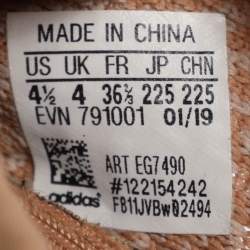 MADE IN CHINA
US UK FR JP CHN
4½ 4 36⅔ 225 225
EVN 791001 01/19
ART EG7490
#122154242
adidas F811JVBw02494